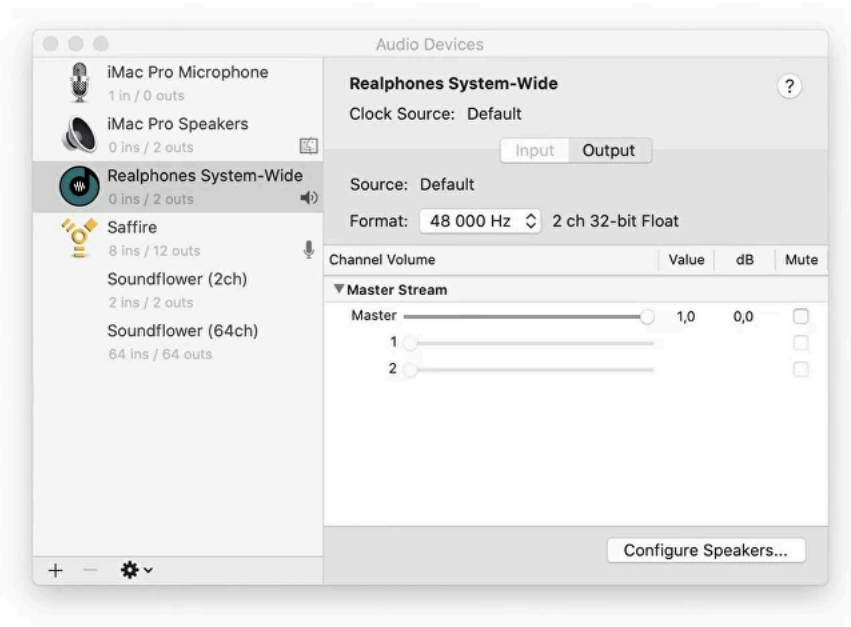 Audio Devices
iMac Pro Microphone
1 in / 0 outs
iMac Pro Speakers
0 ins / 2 outs
Realphones System-Wide
0 ins / 2 outs
Saffire
8 ins / 12 outs
Soundflower (2ch)
2 ins / 2 outs
Soundflower (64ch)
64 ins / 64 outs
Realphones System-Wide
?
Clock Source: Default
Input Output
Source: Default
Format: 48 000 Hz 2 ch 32-bit Float
Channel Volume Value dB Mute
Master Stream
Master 1,0 0,0
1
2
Configure Speakers...